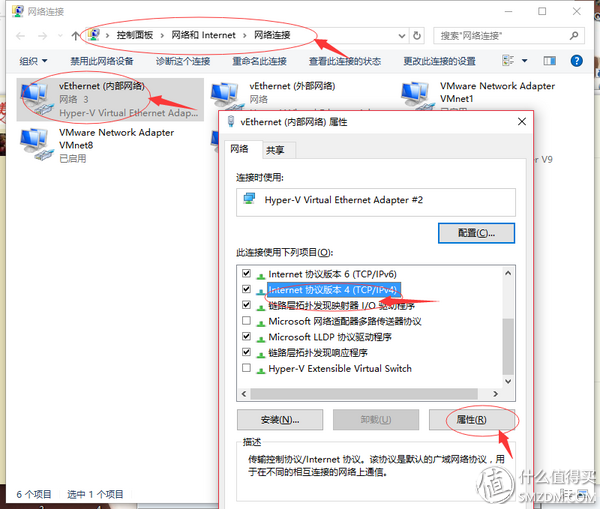 网络连接
控制面板 > 网络和 Internet > 网络连接
搜索"网络连接"
组织 禁用此网络设备 诊断这个连接 重命名此连接 查看此连接的状态 更改此连接的设置
vEthernet (内部网络)
网络 3
Hyper-V Virtual Ethernet Adap...
vEthernet (外部网络)
网络
VMware Network Adapter
VMnet1
VMware Network Adapter
VMnet8
已启用
er V9
vEthernet (内部网络) 属性
网络 共享
连接时使用:
Hyper-V Virtual Ethernet Adapter #2
配置(C)...
此连接使用下列项目(O):
Internet 协议版本 6 (TCP/IPv6)
Internet 协议版本 4 (TCP/IPv4)
链路层拓扑发现映射器 I/O 驱动程序
Microsoft 网络适配器多路传送器协议
Microsoft LLDP 协议驱动程序
链路层拓扑发现响应程序
Hyper-V Extensible Virtual Switch
安装(N)... 卸载(U) 属性(R)
描述
传输控制协议/Internet 协议。该协议是默认的广域网络协议，用
于在不同的相互连接的网络上通信。
6 个项目 选中 1 个项目
值 什么值得买
SMZDM.COM